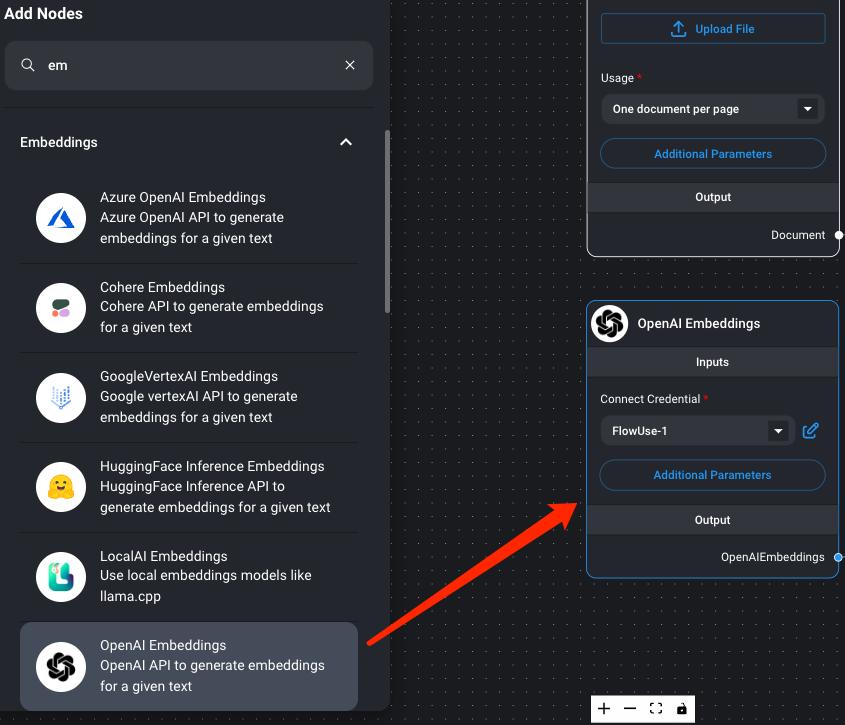 Add Nodes
em
Embeddings
Azure OpenAI Embeddings
Azure OpenAI API to generate
embeddings for a given text
Cohere Embeddings
Cohere API to generate embeddings
for a given text
GoogleVertexAI Embeddings
Google vertexAI API to generate
embeddings for a given text
HuggingFace Inference Embeddings
HuggingFace Inference API to
generate embeddings for a given text
LocalAI Embeddings
Use local embeddings models like
llama.cpp
OpenAI Embeddings
OpenAI API to generate embeddings
for a given text
Upload File
Usage *
One document per page
Additional Parameters
Output
Document
OpenAI Embeddings
Inputs
Connect Credential *
FlowUse-1
Additional Parameters
Output
OpenAIEmbeddings